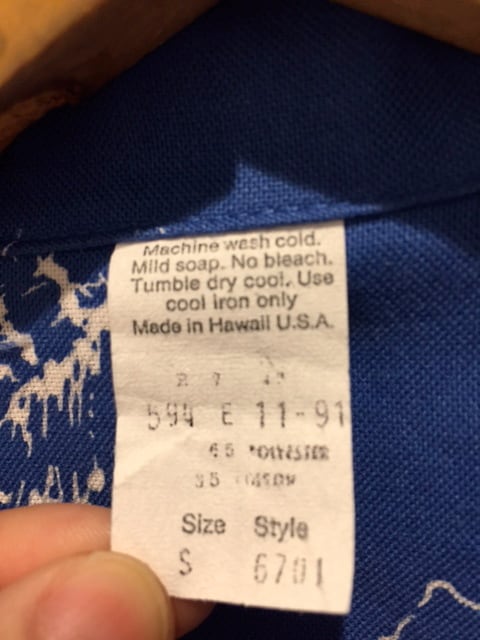 Machine wash cold.
Mild soap. No bleach.
Tumble dry cool. Use
cool iron only
Made in Hawaii U.S.A.
594 E 11-91
65 POLYESTER
35 COTTON
Size Style
S 6701